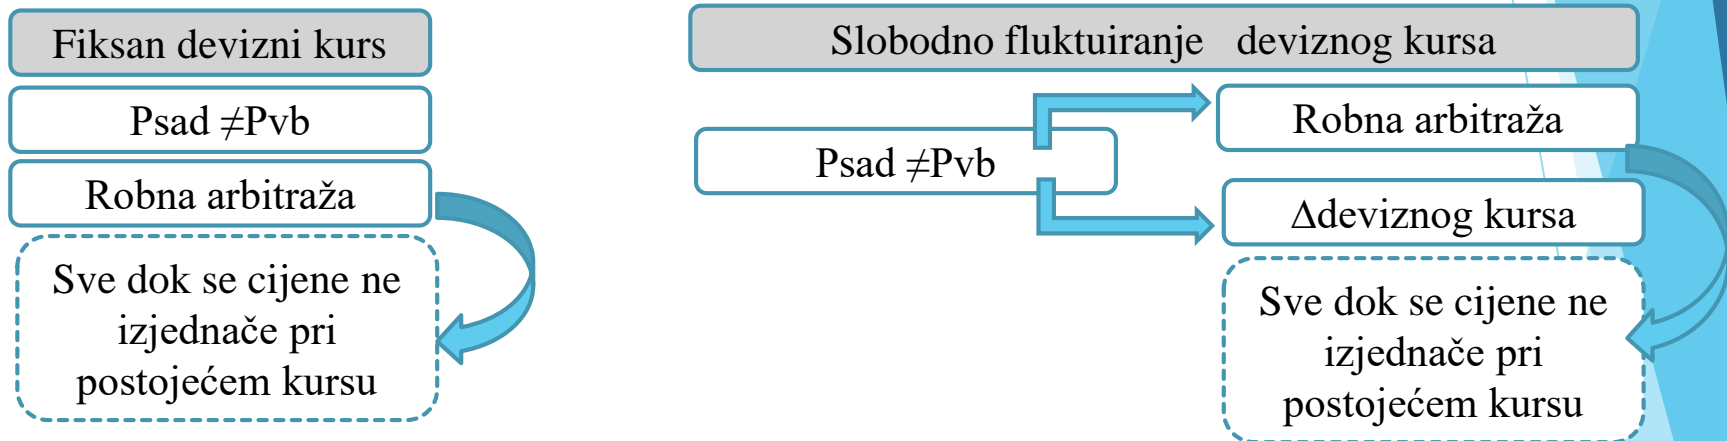 Fiksan devizni kurs
Psad ≠Pvb
Robna arbitraža
Sve dok se cijene ne
izjednače pri
postojećem kursu
Slobodno fluktuiranje deviznog kursa
Psad ≠Pvb
Robna arbitraža
Δdeviznog kursa
Sve dok se cijene ne
izjednače pri
postojećem kursu